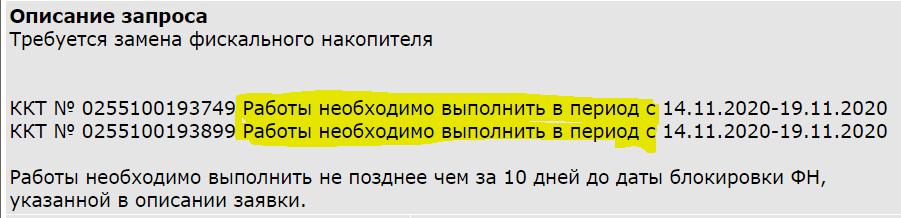 Описание запроса
Требуется замена фискального накопителя
ККТ № 0255100193749 Работы необходимо выполнить в период с 14.11.2020-19.11.2020
ККТ № 0255100193899 Работы необходимо выполнить в период с 14.11.2020-19.11.2020
Работы необходимо выполнить не позднее чем за 10 дней до даты блокировки ФН,
указанной в описании заявки.